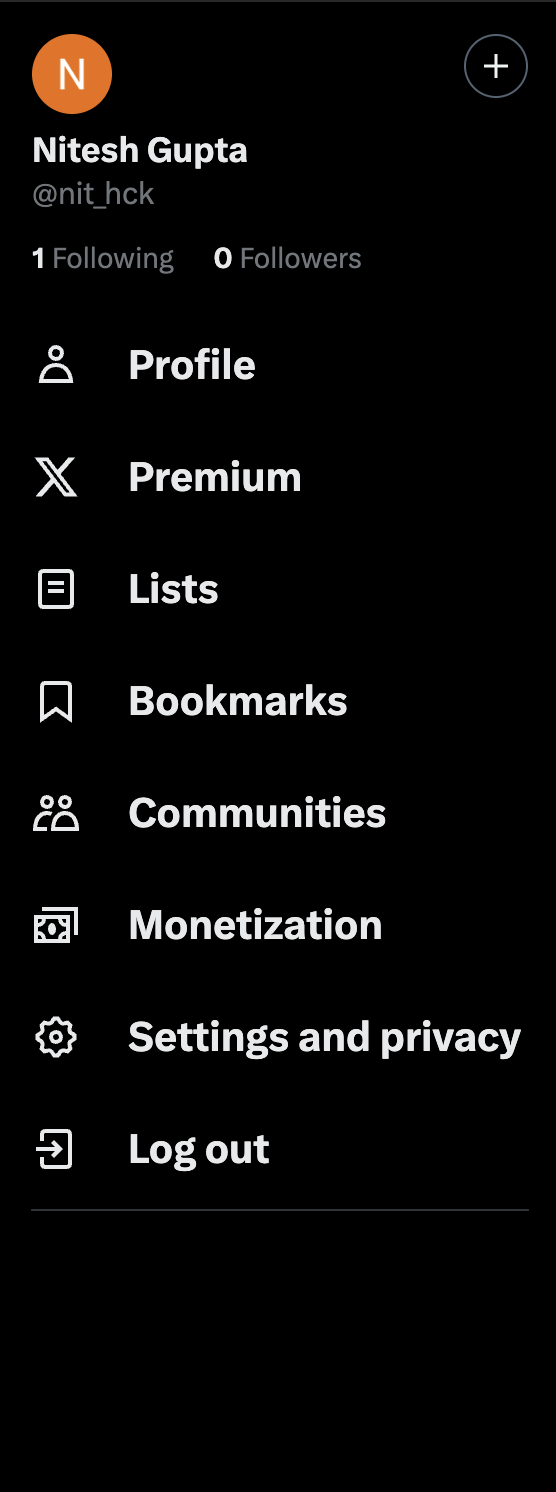 N
Nitesh Gupta
@nit_hck
1 Following 0 Followers
Profile
Premium
Lists
Bookmarks
Communities
Monetization
Settings and privacy
Log out